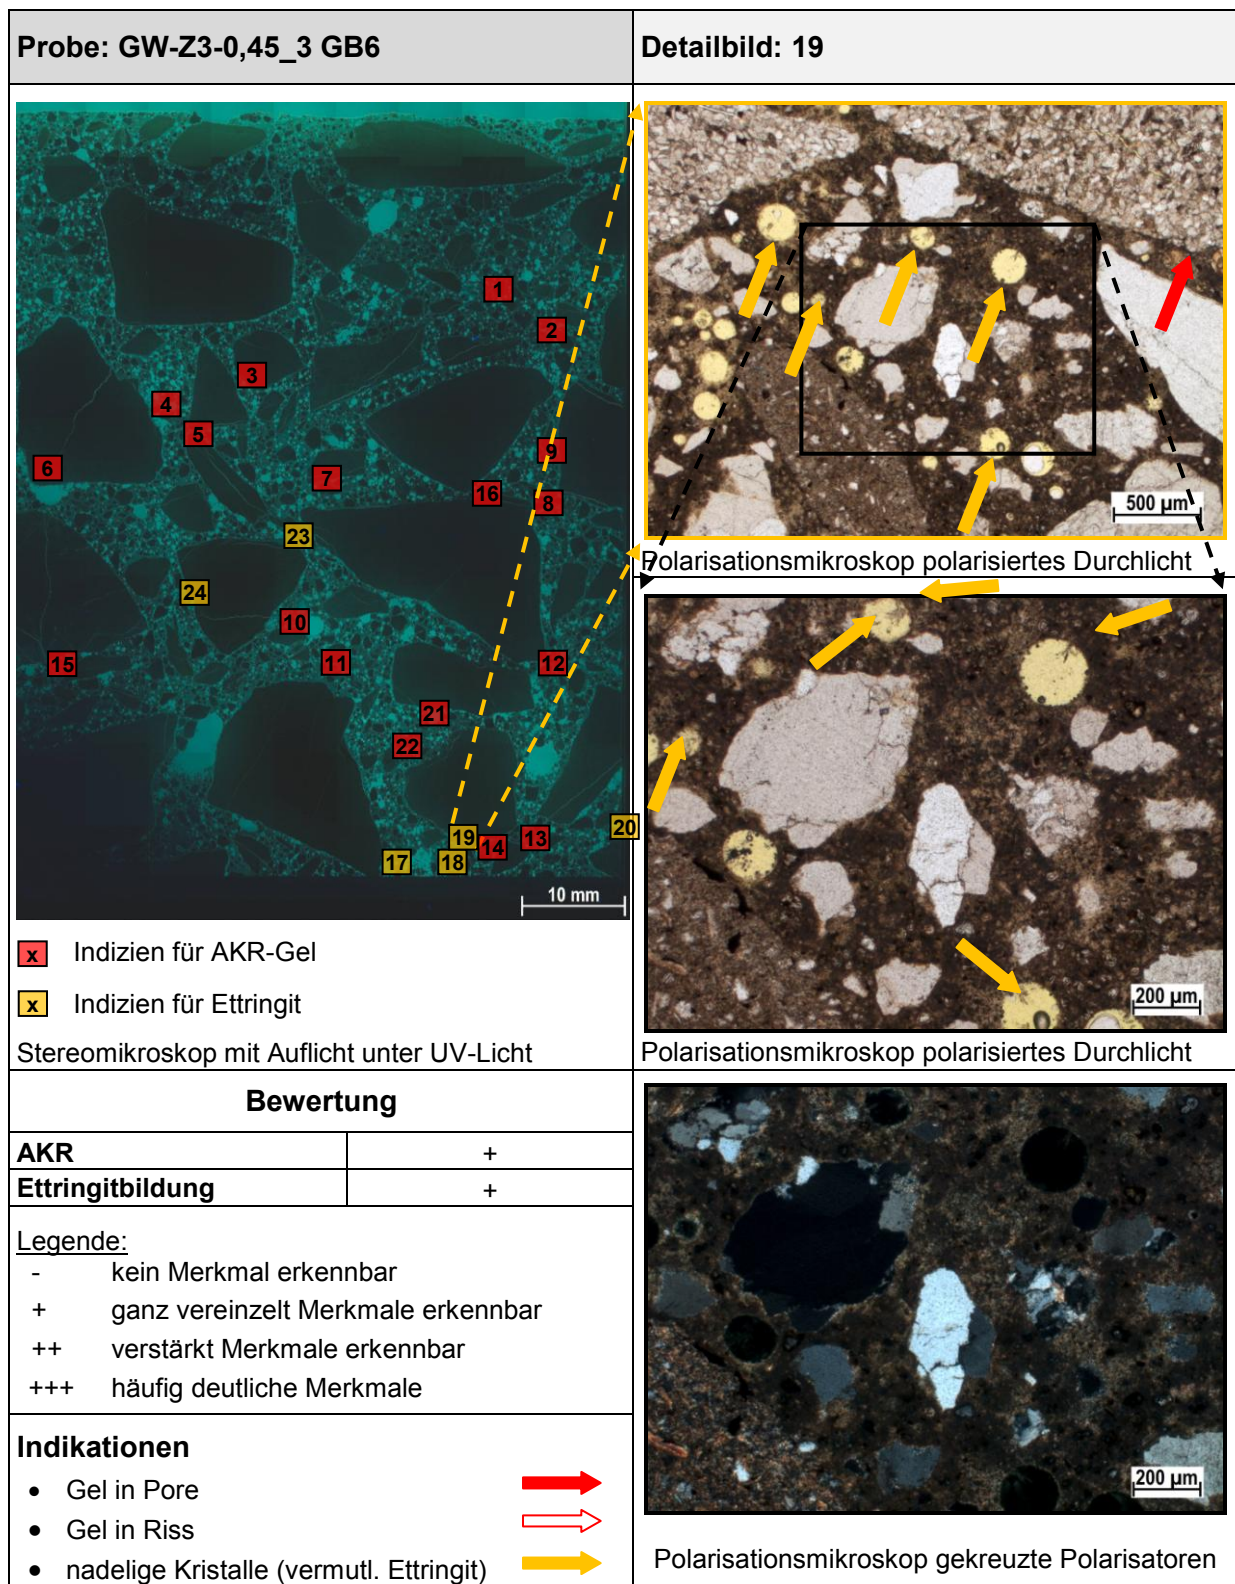 Probe: GW-Z3-0,45_3 GB6
Detailbild: 19
1
2
3
4
5
6
7
9
16
8
23
24
10
11
15
12
21
22
19
14
13
20
17
18
10 mm
x Indizien für AKR-Gel
x Indizien für Ettringit
Stereomikroskop mit Auflicht unter UV-Licht
500 µm
Polarisationsmikroskop polarisiertes Durchlicht
200 µm
Polarisationsmikroskop polarisiertes Durchlicht
200 µm
Polarisationsmikroskop gekreuzte Polarisatoren
Bewertung
AKR +
Ettringitbildung +
Legende:
- kein Merkmal erkennbar
+ ganz vereinzelt Merkmale erkennbar
++ verstärkt Merkmale erkennbar
+++ häufig deutliche Merkmale
Indikationen
• Gel in Pore
• Gel in Riss
• nadelige Kristalle (vermutl. Ettringit)